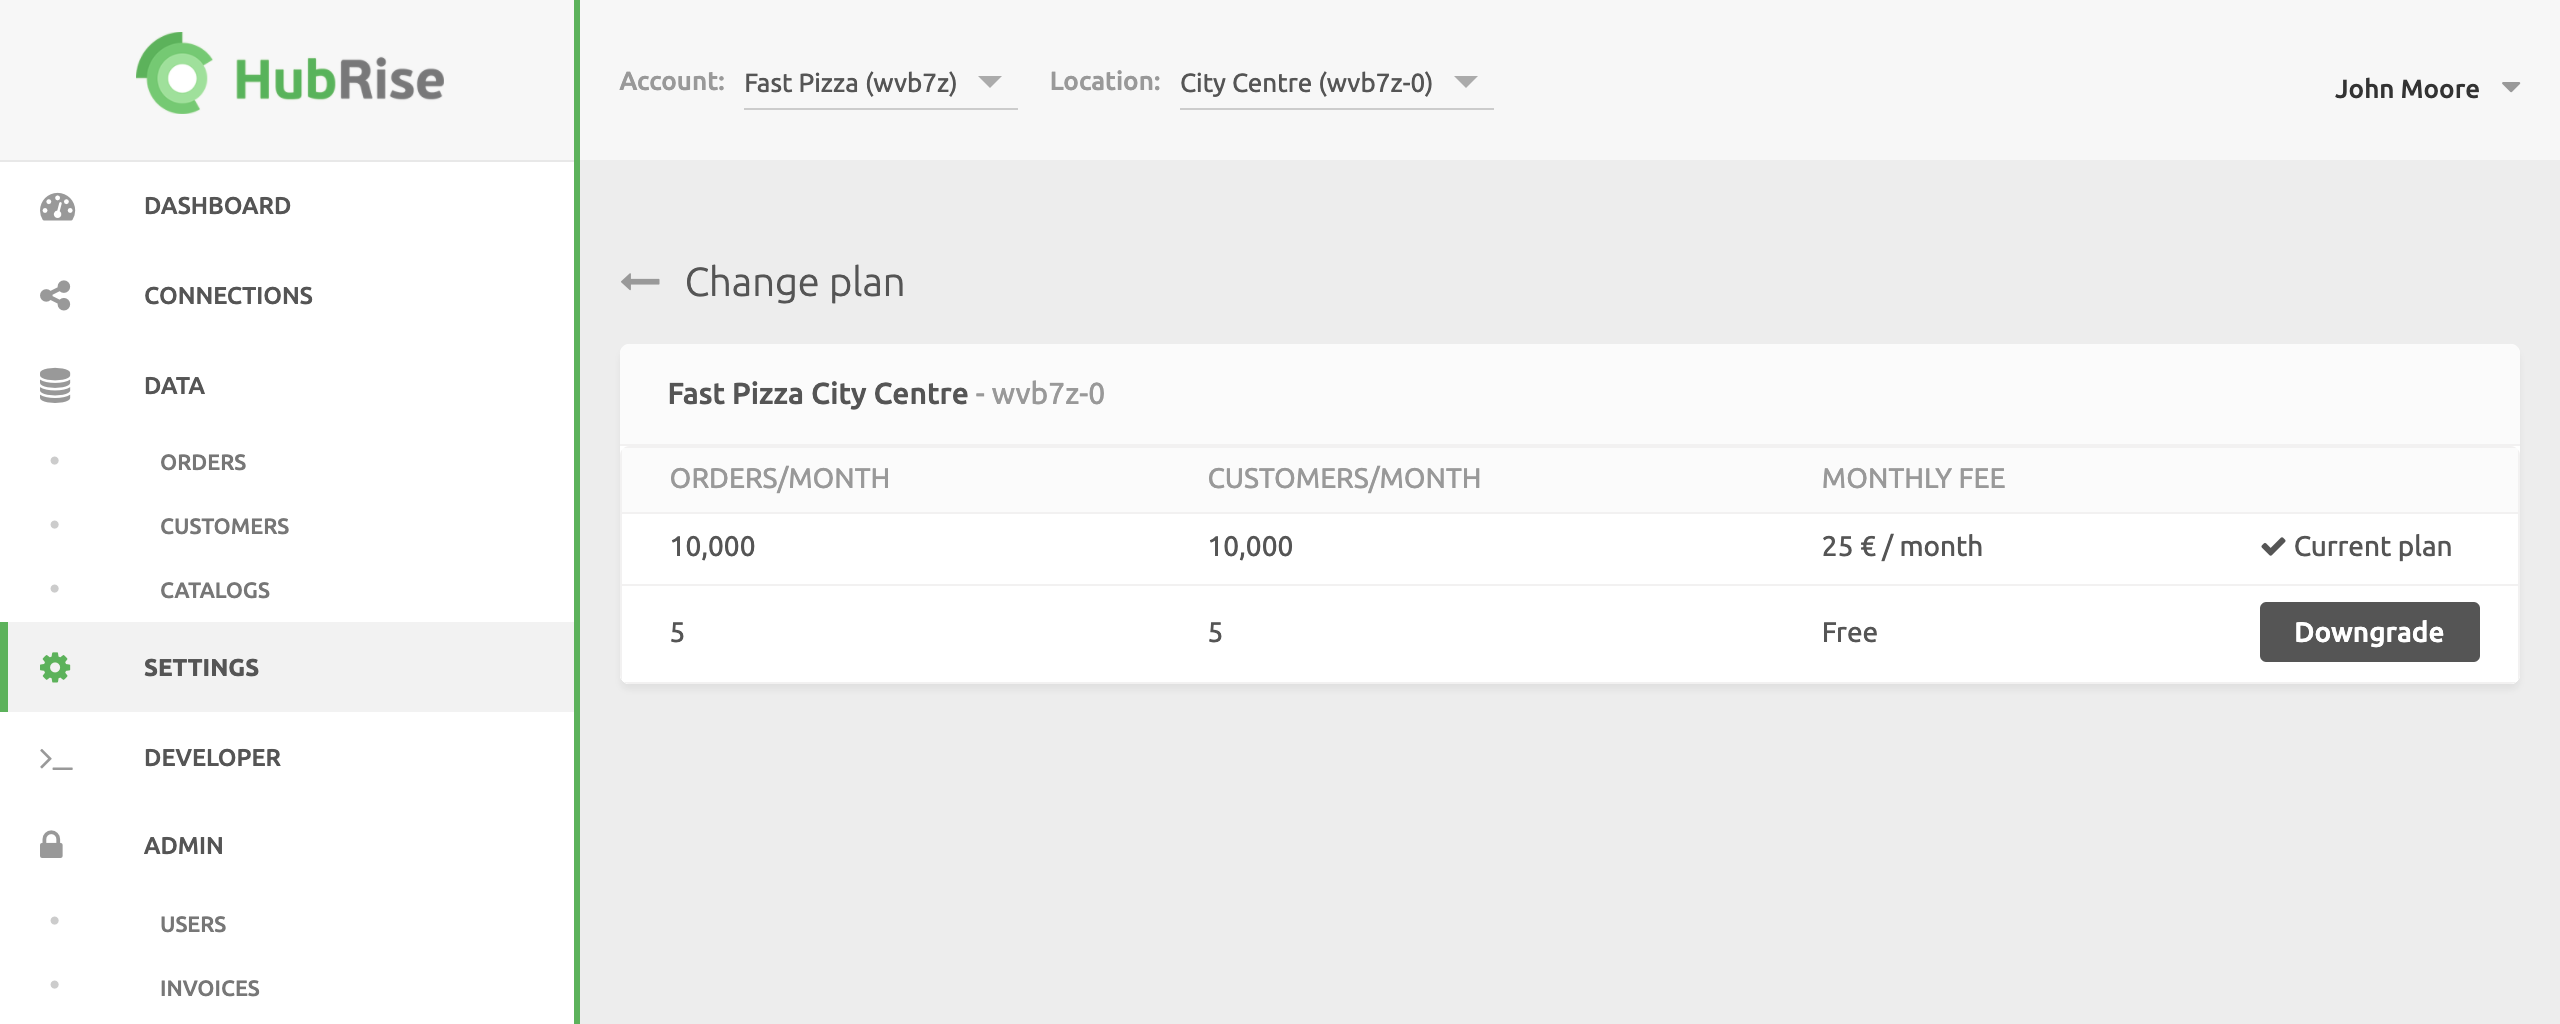 HubRise
Account: Fast Pizza (wvb7z) Location: City Centre (wvb7z-0)
John Moore
DASHBOARD
CONNECTIONS
DATA
ORDERS
CUSTOMERS
CATALOGS
SETTINGS
DEVELOPER
ADMIN
USERS
INVOICES
Change plan
Fast Pizza City Centre - wvb7z-0
ORDERS/MONTH CUSTOMERS/MONTH MONTHLY FEE
10,000 10,000 25 € / month Current plan
5 5 Free Downgrade